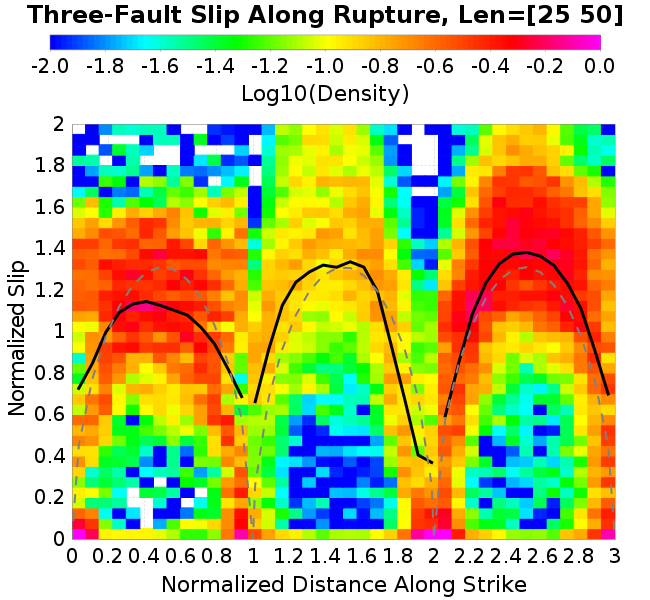 Three-Fault Slip Along Rupture, Len=[25 50]
-2.0 -1.8 -1.6 -1.4 -1.2 -1.0 -0.8 -0.6 -0.4 -0.2 0.0
Log10(Density)
2
1.8
1.6
1.4
1.2
1
0.8
0.6
0.4
0.2
0
Normalized Slip
0 0.2 0.4 0.6 0.8 1 1.2 1.4 1.6 1.8 2 2.2 2.4 2.6 2.8 3
Normalized Distance Along Strike